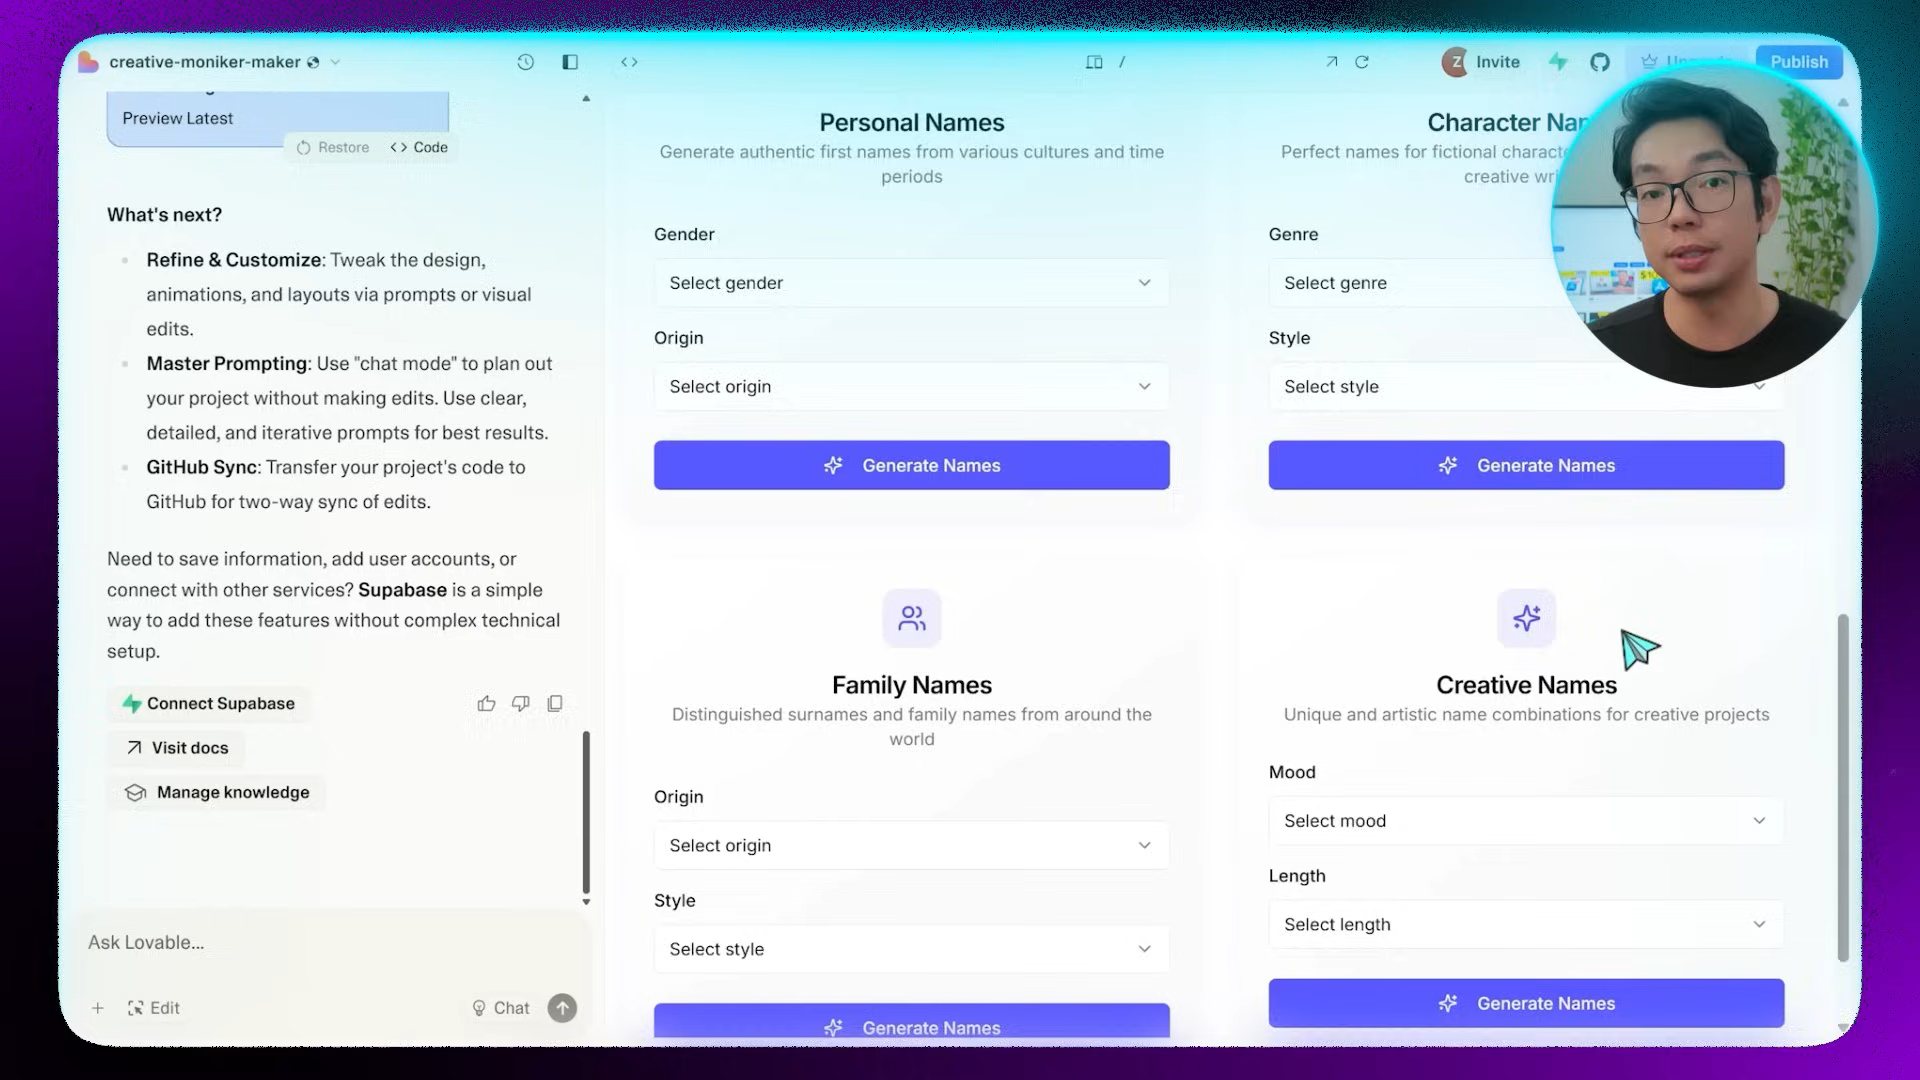 creative-moniker-maker
/
Z
Invite
Publish
Preview Latest
Restore
Code
What's next?
Refine & Customize: Tweak the design,
animations, and layouts via prompts or visual
edits.
Master Prompting: Use "chat mode" to plan out
your project without making edits. Use clear,
detailed, and iterative prompts for best results.
GitHub Sync: Transfer your project's code to
GitHub for two-way sync of edits.
Need to save information, add user accounts, or
connect with other services? Supabase is a simple
way to add these features without complex technical
setup.
Connect Supabase
Visit docs
Manage knowledge
Ask Lovable...
Edit
Chat
Personal Names
Generate authentic first names from various cultures and time
periods
Gender
Select gender
Origin
Select origin
Generate Names
Character
Perfect names for fictional
creative
Genre
Select genre
Style
Select style
Generate Names
Family Names
Distinguished surnames and family names from around the
world
Origin
Select origin
Style
Select style
Generate Names
Creative Names
Unique and artistic name combinations for creative projects
Mood
Select mood
Length
Select length
Generate Names